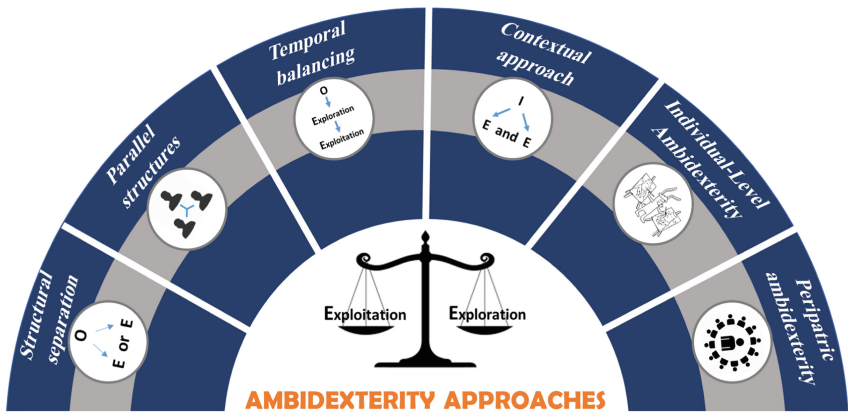 Structural
separation
O
E or E
Parallel
structures
Temporal
balancing
O
Exploration
Exploitation
Contextual
approach
I
E and E
Individual-Level
Ambidexterity
Peripatric
ambidexterity
Exploitation
Exploration
AMBIDEXTERITY APPROACHES